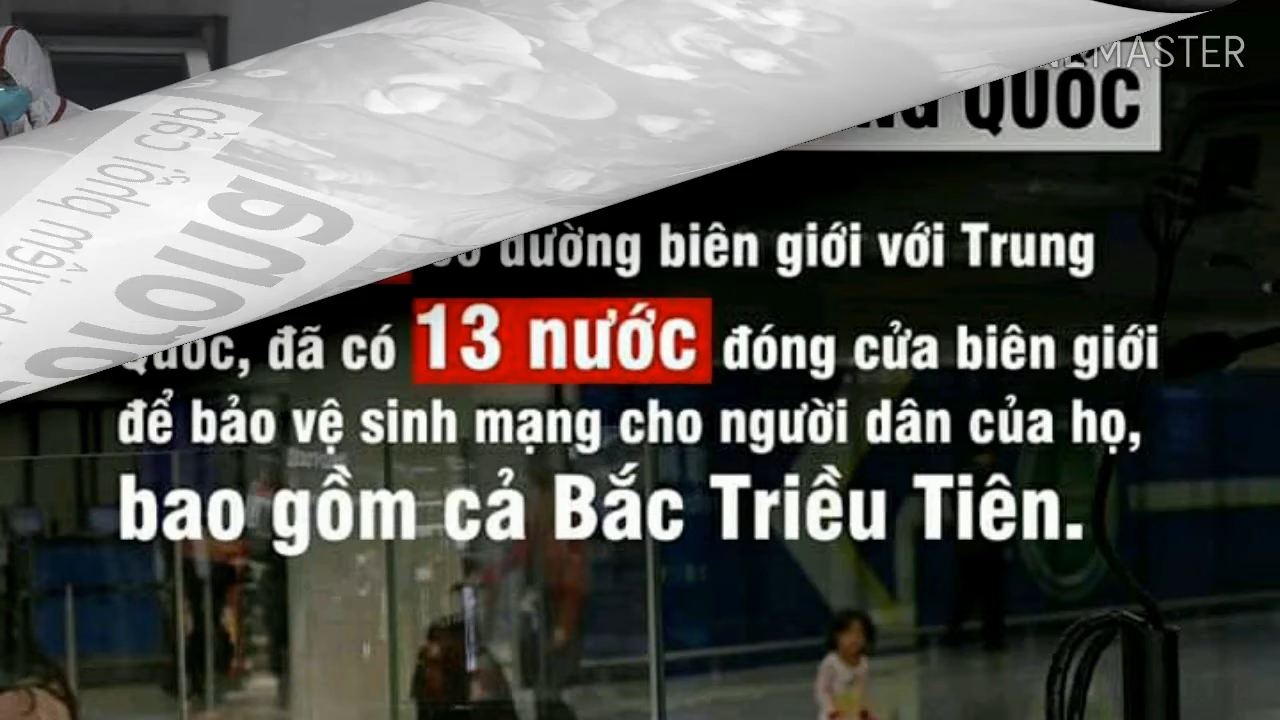 MASTER
QUỐC
đường biên giới với Trung
Quốc, đã có 13 nước đóng cửa biên giới
để bảo vệ sinh mạng cho người dân của họ,
bao gồm cả Bắc Triều Tiên.